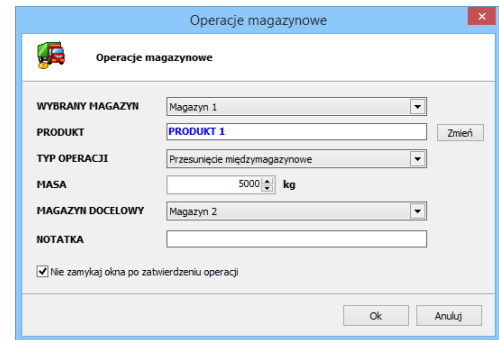 Operacje magazynowe
Operacje magazynowe
WYBRANY MAGAZYN Magazyn 1
PRODUKT PRODUKT 1 Zmień
TYP OPERACJI Przesunięcie międzymagazynowe
MASA 5000 kg
MAGAZYN DOCELOWY Magazyn 2
NOTATKA
Nie zamykaj okna po zatwierdzeniu operacji
Ok Anuluj